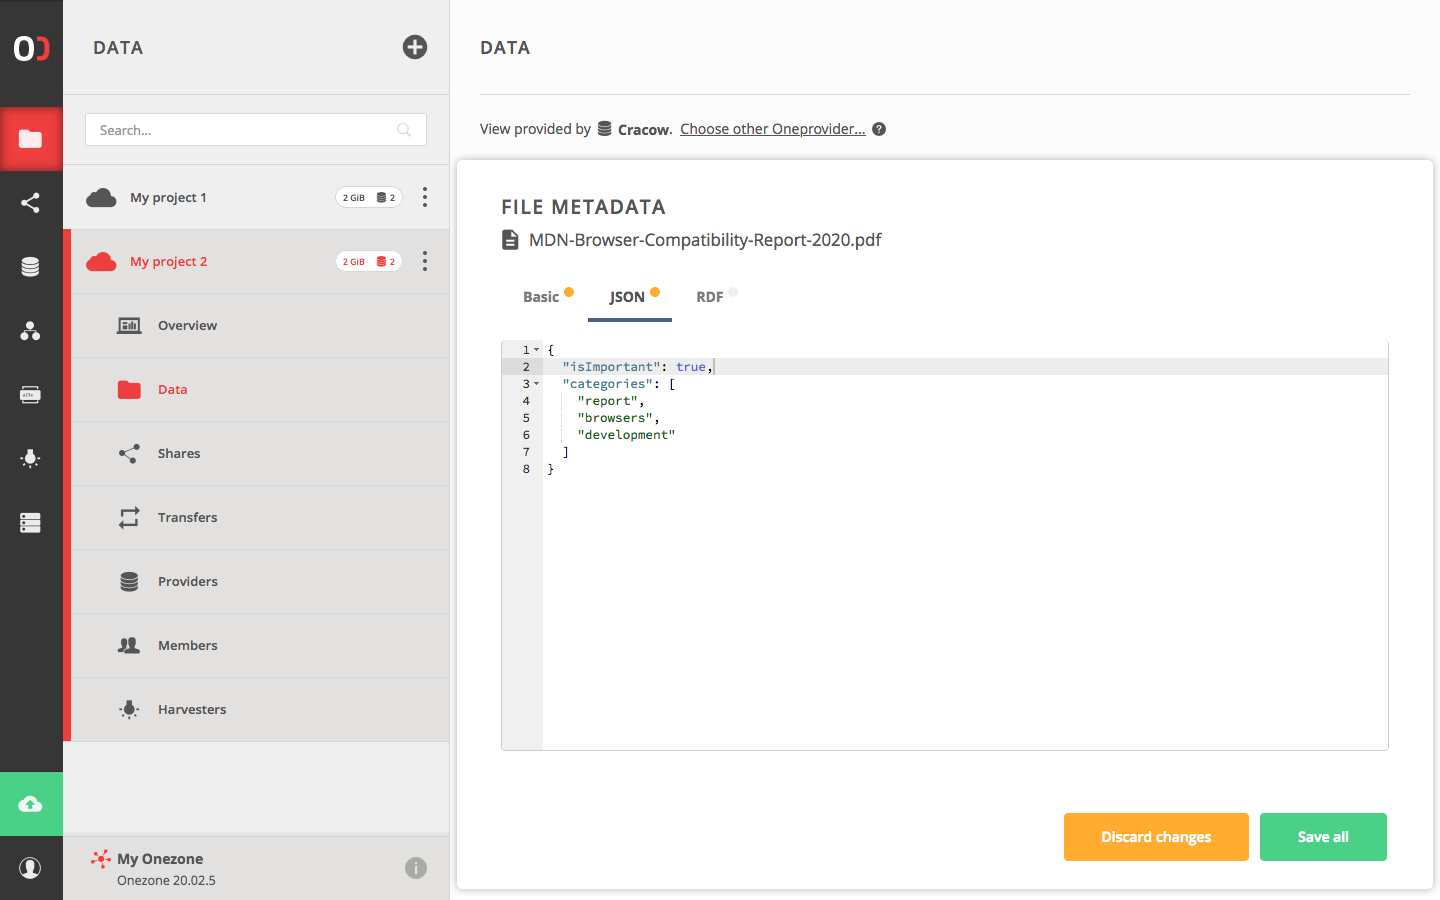 DATA
Search...
My project 1
2 GiB 2
My project 2
2 GiB 2
Overview
Data
Shares
Transfers
Providers
Members
Harvesters
My Onezone
Onezone 20.02.5
DATA
View provided by Cracow. Choose other Oneprovider...
FILE METADATA
MDN-Browser-Compatibility-Report-2020.pdf
Basic JSON RDF
1 {
2 "isImportant": true,
3 "categories": [
4 "report",
5 "browsers",
6 "development"
7 ]
8 }
Discard changes Save all